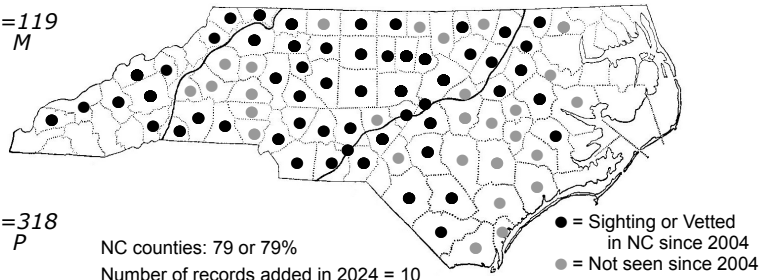 =119
M
=318
P
NC counties: 79 or 79%
Number of records added in 2024 = 10
● = Sighting or Vetted
in NC since 2004
● = Not seen since 2004